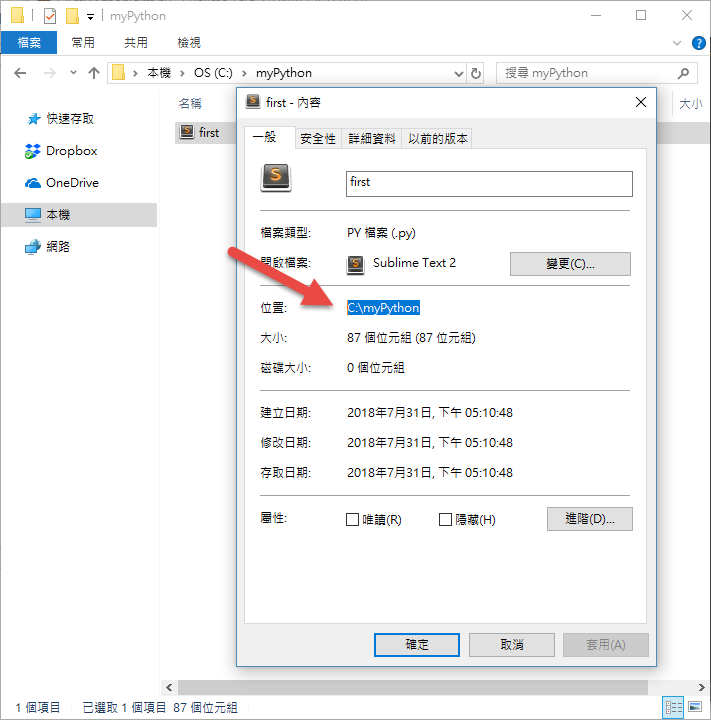 myPython
檔案 常用 共用 檢視
本機 OS (C:) myPython 搜尋 myPython
名稱 大小
快速存取
Dropbox
OneDrive
本機
網路
first
first - 內容
一般 安全性 詳細資料 以前的版本
first
檔案類型: PY 檔案 (.py)
開啟檔案: Sublime Text 2 變更(C)...
位置: C:\myPython
大小: 87 個位元組 (87 位元組)
磁碟大小: 0 個位元組
建立日期: 2018年7月31日, 下午 05:10:48
修改日期: 2018年7月31日, 下午 05:10:48
存取日期: 2018年7月31日, 下午 05:10:48
屬性: 唯讀(R) 隱藏(H) 進階(D)...
確定 取消 套用(A)
1 個項目 已選取 1 個項目 87 個位元組